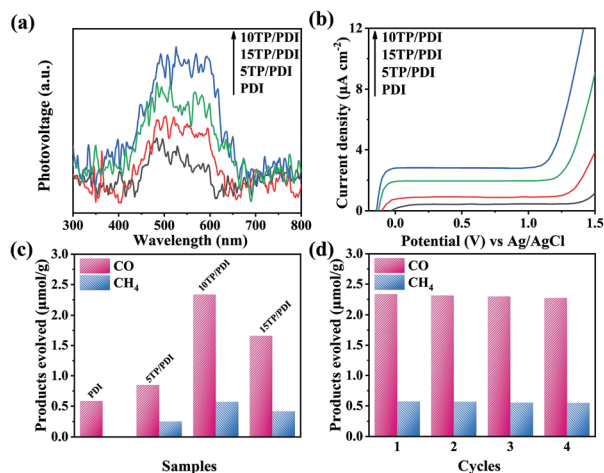 (a)
Photovoltage (a.u.)
10TP/PDI
15TP/PDI
5TP/PDI
PDI
300 400 500 600 700 800
Wavelength (nm)
(b)
Current density (μA cm⁻²)
12
8
4
0
10TP/PDI
15TP/PDI
5TP/PDI
PDI
0.0 0.5 1.0 1.5
Potential (V) vs Ag/AgCl
(c)
Products evolved (μmol/g)
3.0
2.5
2.0
1.5
1.0
0.5
0.0
CO
CH₄
PDI
5TP/PDI
10TP/PDI
15TP/PDI
Samples
(d)
Products evolved (μmol/g)
3.0
2.5
2.0
1.5
1.0
0.5
0.0
CO
CH₄
1 2 3 4
Cycles